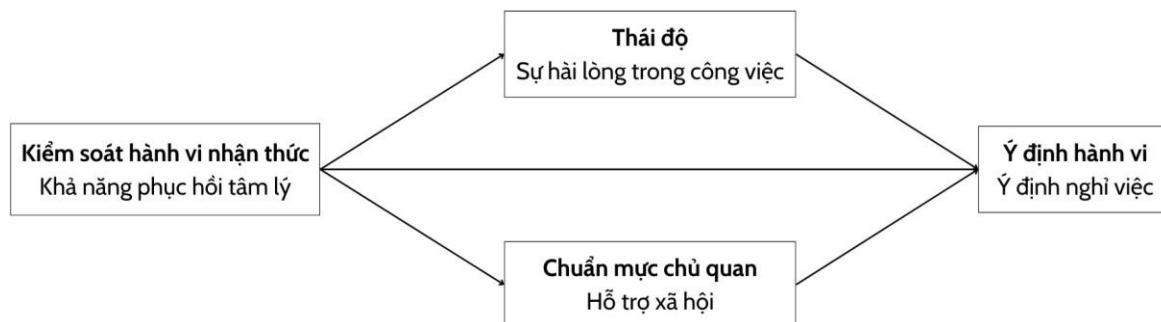 Thái độ
Sự hài lòng trong công việc
Kiểm soát hành vi nhận thức
Khả năng phục hồi tâm lý
Ý định hành vi
Ý định nghỉ việc
Chuẩn mực chủ quan
Hỗ trợ xã hội